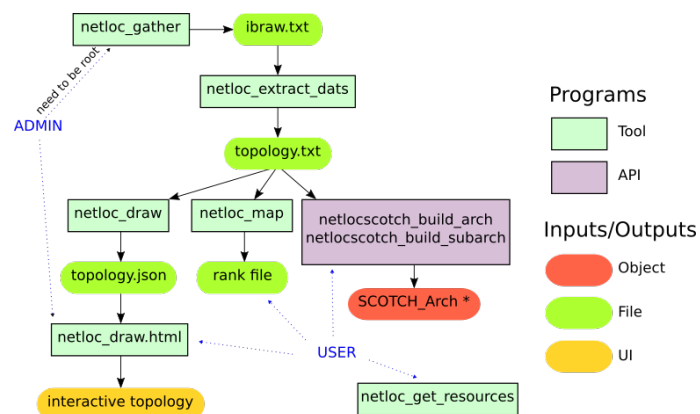 netloc_gather
ibraw.txt
need to be root
netloc_extract_dats
ADMIN
topology.txt
netloc_draw
netloc_map
netlocscotch_build_arch
netlocscotch_build_subarch
topology.json
rank file
SCOTCH_Arch *
netloc_draw.html
USER
interactive topology
netloc_get_resources
Programs
Tool
API
Inputs/Outputs
Object
File
UI